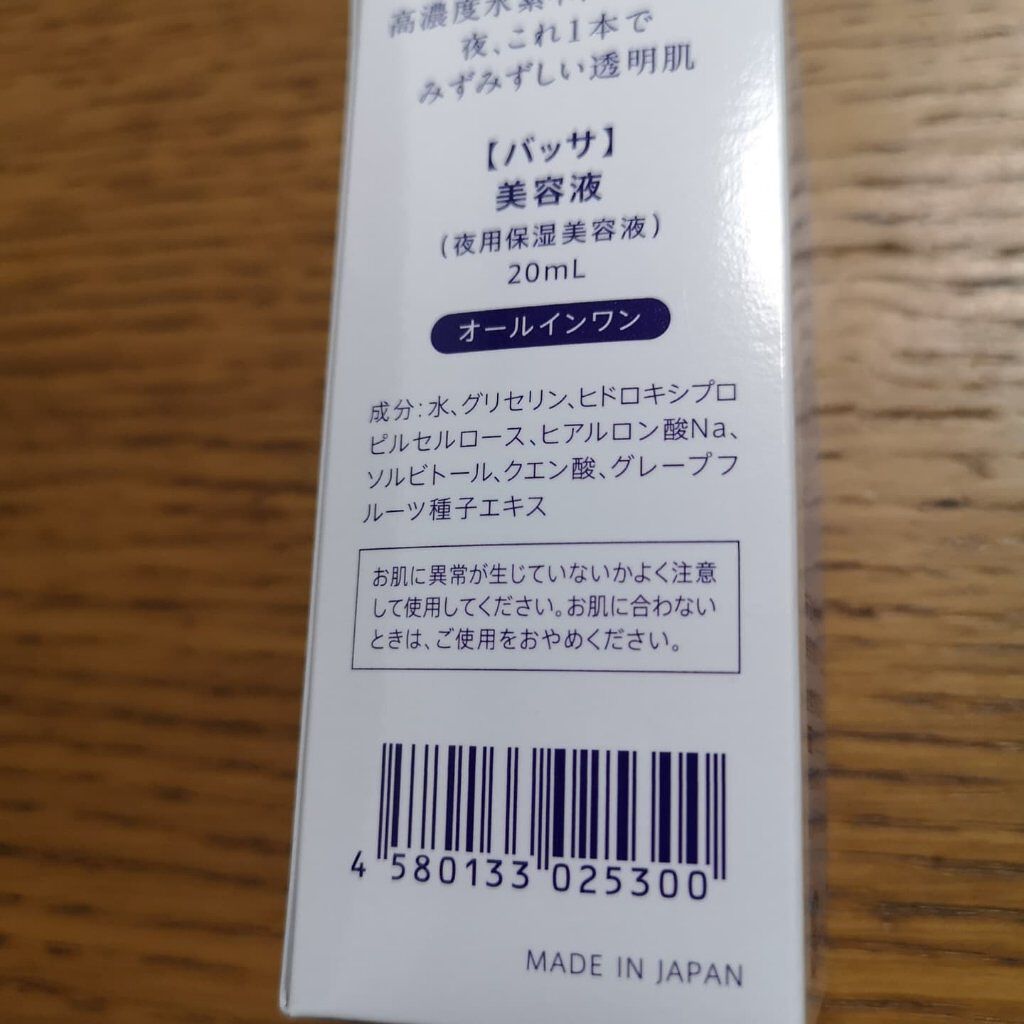 高濃度水素
夜、これ1本で
みずみずしい透明肌
【バッサ】
美容液
(夜用保湿美容液)
20mL
オールインワン
成分:水、グリセリン、ヒドロキシプロ
ピルセルロース、ヒアルロン酸Na、
ソルビトール、クエン酸、グレープフ
ルーツ種子エキス
お肌に異常が生じていないかよく注意
して使用してください。お肌に合わない
ときは、ご使用をおやめください。
4 580133 025300
MADE IN JAPAN